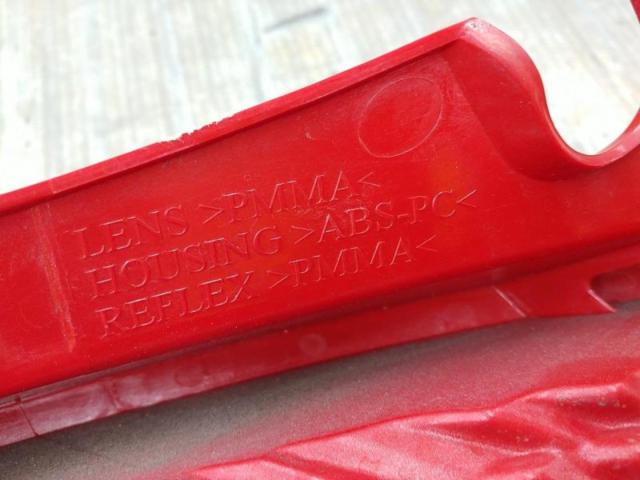 LENS >PMMA<
HOUSING >ABS-PC<
REFLEX >PMMA<